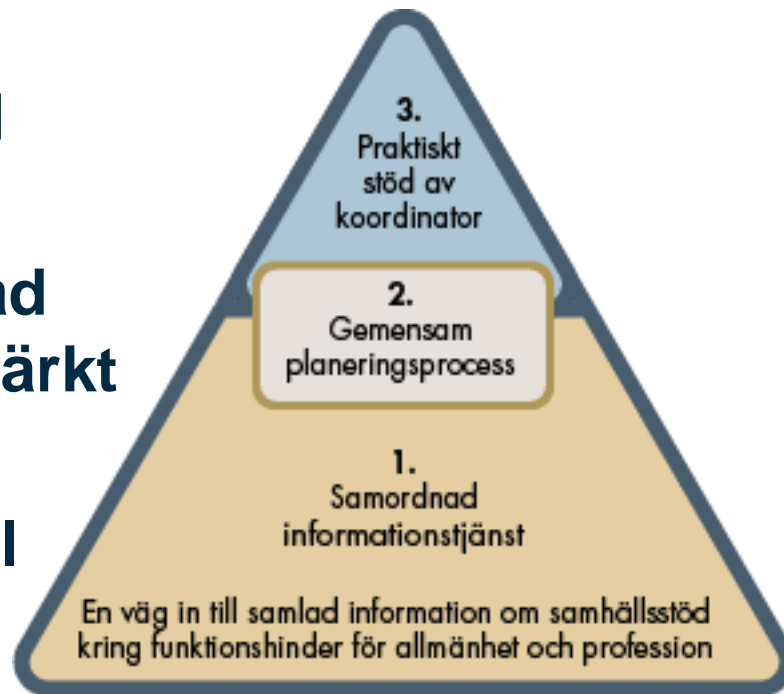 3.
Praktiskt
stöd av
koordinator
2.
Gemensam
planeringsprocess
1.
Samordnad
informationstjänst
En väg in till samlad information om samhällsstöd
kring funktionshinder för allmänhet och profession